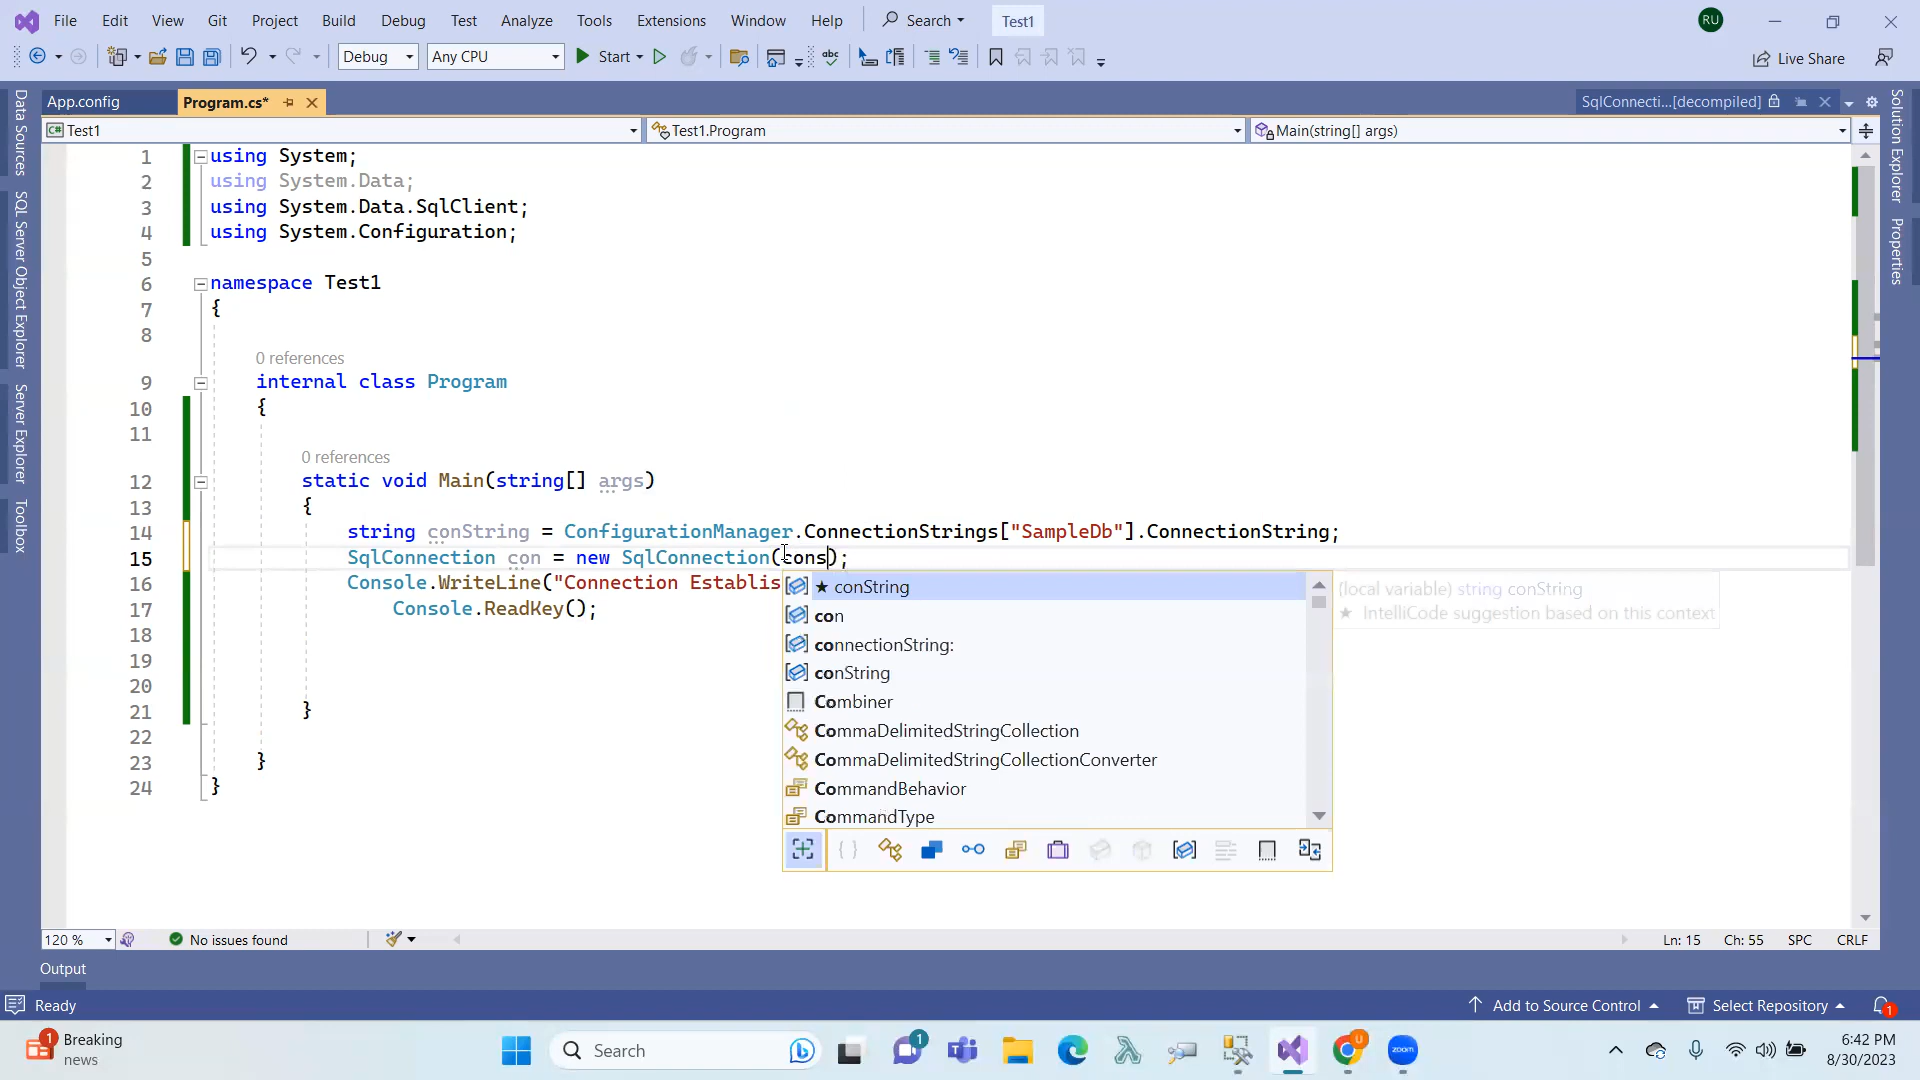 File Edit View Git Project Build Debug Test Analyze Tools Extensions Window Help Search Test1 RU
Debug Any CPU Start abc Live Share
App.config Program.cs* SqlConnecti...[decompiled]
C# Test1 Test1.Program Main(string[] args)
Data Sources
SQL Server Object Explorer
Server Explorer
Toolbox
Solution Explorer
Properties
1 using System;
2 using System.Data;
3 using System.Data.SqlClient;
4 using System.Configuration;
5
6 namespace Test1
7 {
8
0 references
9 internal class Program
10 {
11
0 references
12 static void Main(string[] args)
13 {
14 string conString = ConfigurationManager.ConnectionStrings["SampleDb"].ConnectionString;
15 SqlConnection con = new SqlConnection(cons);
16 Console.WriteLine("Connection Establis
17 Console.ReadKey();
18
19
20
21 }
22
23 }
24 }
★ conString
con
connectionString:
conString
Combiner
CommaDelimitedStringCollection
CommaDelimitedStringCollectionConverter
CommandBehavior
CommandType
(local variable) string conString
★ IntelliCode suggestion based on this context
120 % No issues found Ln: 15 Ch: 55 SPC CRLF
Output
Ready Add to Source Control Select Repository 1
1 Breaking
news
Search
1
U
zoom
6:42 PM
8/30/2023